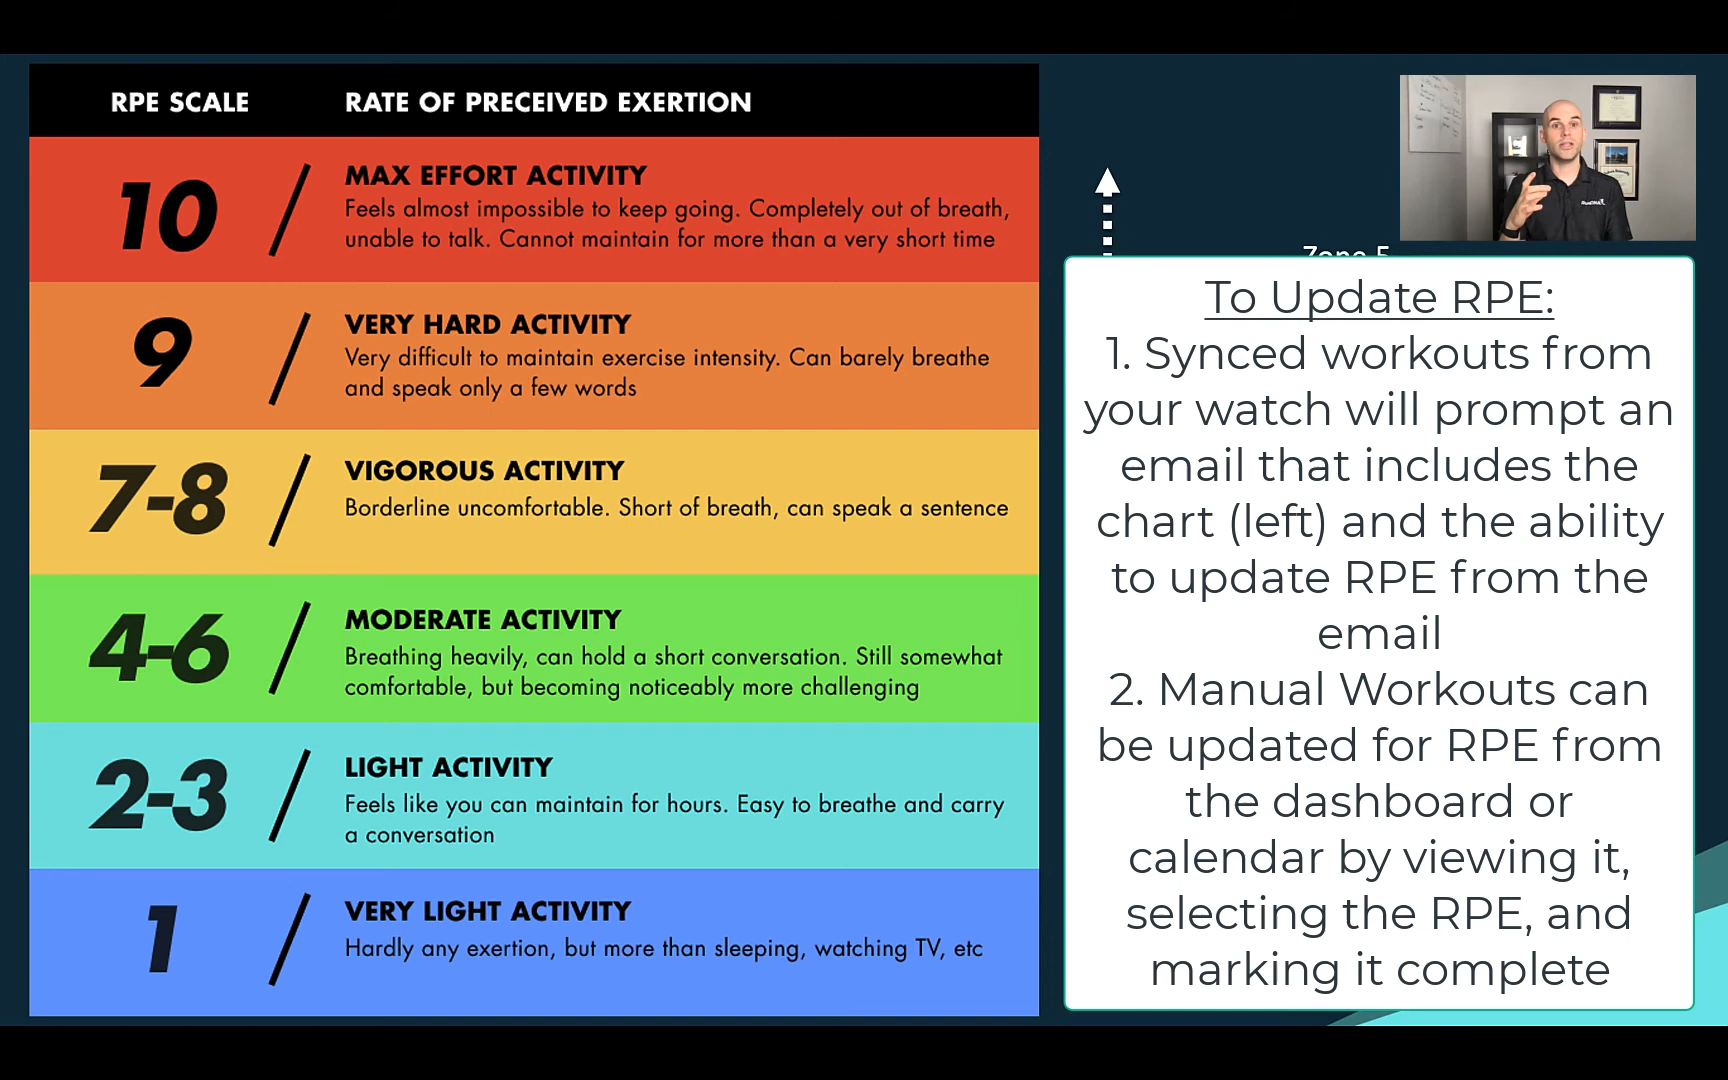 RPE SCALE
RATE OF PRECEIVED EXERTION
10
MAX EFFORT ACTIVITY
Feels almost impossible to keep going. Completely out of breath,
unable to talk. Cannot maintain for more than a very short time
9
VERY HARD ACTIVITY
Very difficult to maintain exercise intensity. Can barely breathe
and speak only a few words
7-8
VIGOROUS ACTIVITY
Borderline uncomfortable. Short of breath, can speak a sentence
4-6
MODERATE ACTIVITY
Breathing heavily, can hold a short conversation. Still somewhat
comfortable, but becoming noticeably more challenging
2-3
LIGHT ACTIVITY
Feels like you can maintain for hours. Easy to breathe and carry
a conversation
1
VERY LIGHT ACTIVITY
Hardly any exertion, but more than sleeping, watching TV, etc
Zone 5
To Update RPE:
1. Synced workouts from
your watch will prompt an
email that includes the
chart (left) and the ability
to update RPE from the
email
2. Manual Workouts can
be updated for RPE from
the dashboard or
calendar by viewing it,
selecting the RPE, and
marking it complete